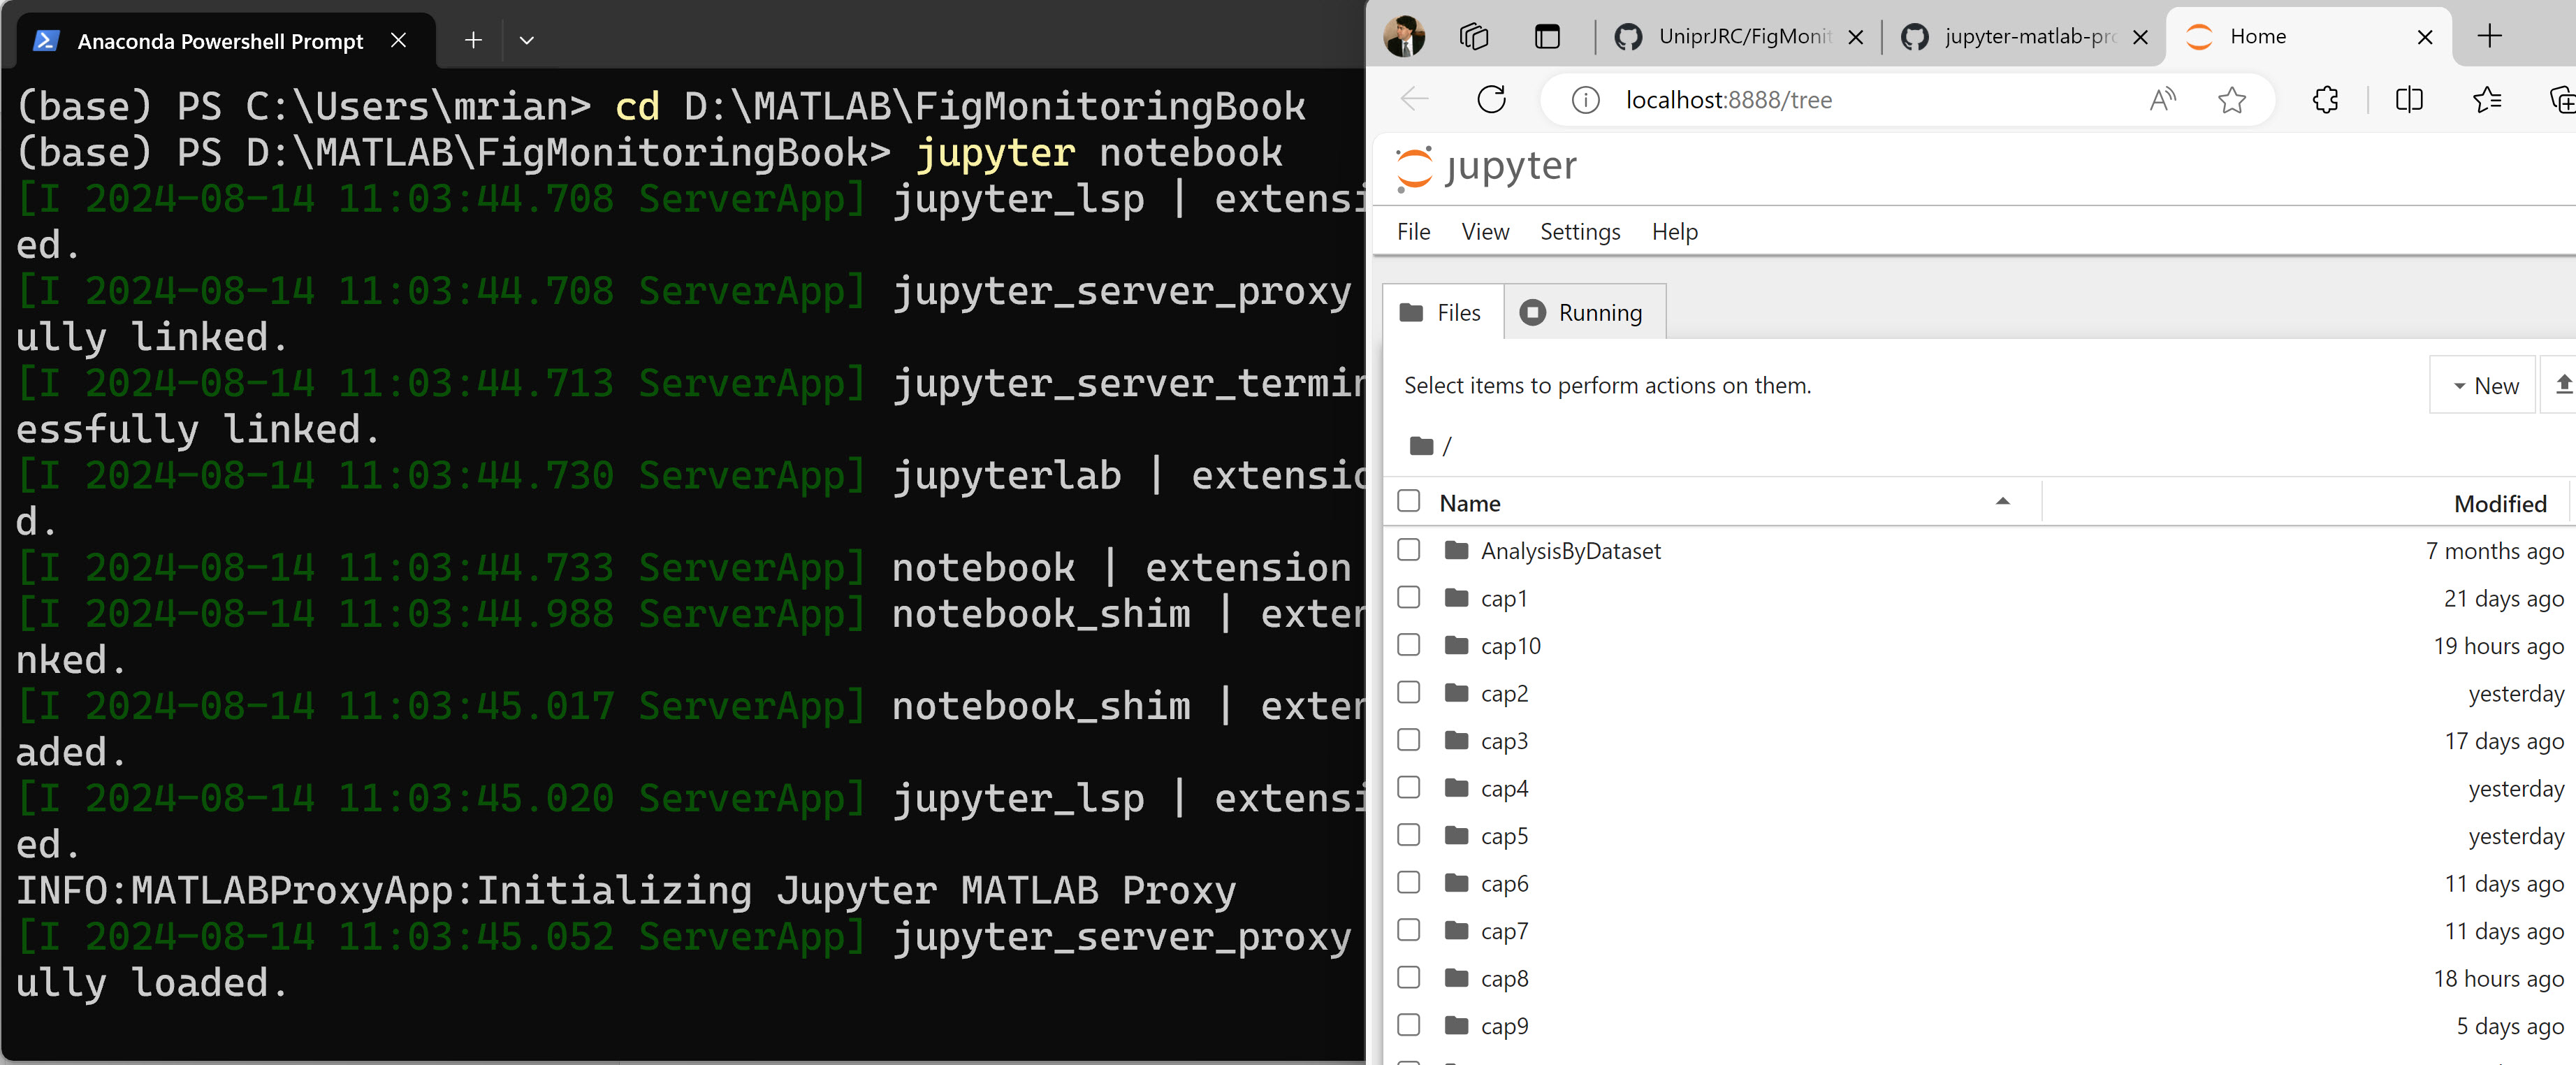 Anaconda Powershell Prompt
(base) PS C:\Users\mrian> cd D:\MATLAB\FigMonitoringBook
(base) PS D:\MATLAB\FigMonitoringBook> jupyter notebook
[I 2024-08-14 11:03:44.708 ServerApp] jupyter_lsp | extensi
ed.
[I 2024-08-14 11:03:44.708 ServerApp] jupyter_server_proxy
ully linked.
[I 2024-08-14 11:03:44.713 ServerApp] jupyter_server_termin
essfully linked.
[I 2024-08-14 11:03:44.730 ServerApp] jupyterlab | extensio
d.
[I 2024-08-14 11:03:44.733 ServerApp] notebook | extension
[I 2024-08-14 11:03:44.988 ServerApp] notebook_shim | exten
nked.
[I 2024-08-14 11:03:45.017 ServerApp] notebook_shim | exten
aded.
[I 2024-08-14 11:03:45.020 ServerApp] jupyter_lsp | extensi
ed.
INFO:MATLABProxyApp:Initializing Jupyter MATLAB Proxy
[I 2024-08-14 11:03:45.052 ServerApp] jupyter_server_proxy
ully loaded.
UniprJRC/FigMonit
jupyter-matlab-pro
Home
localhost:8888/tree
jupyter
File View Settings Help
Files Running
Select items to perform actions on them.
New
/
Name Modified
AnalysisByDataset 7 months ago
cap1 21 days ago
cap10 19 hours ago
cap2 yesterday
cap3 17 days ago
cap4 yesterday
cap5 yesterday
cap6 11 days ago
cap7 11 days ago
cap8 18 hours ago
cap9 5 days ago